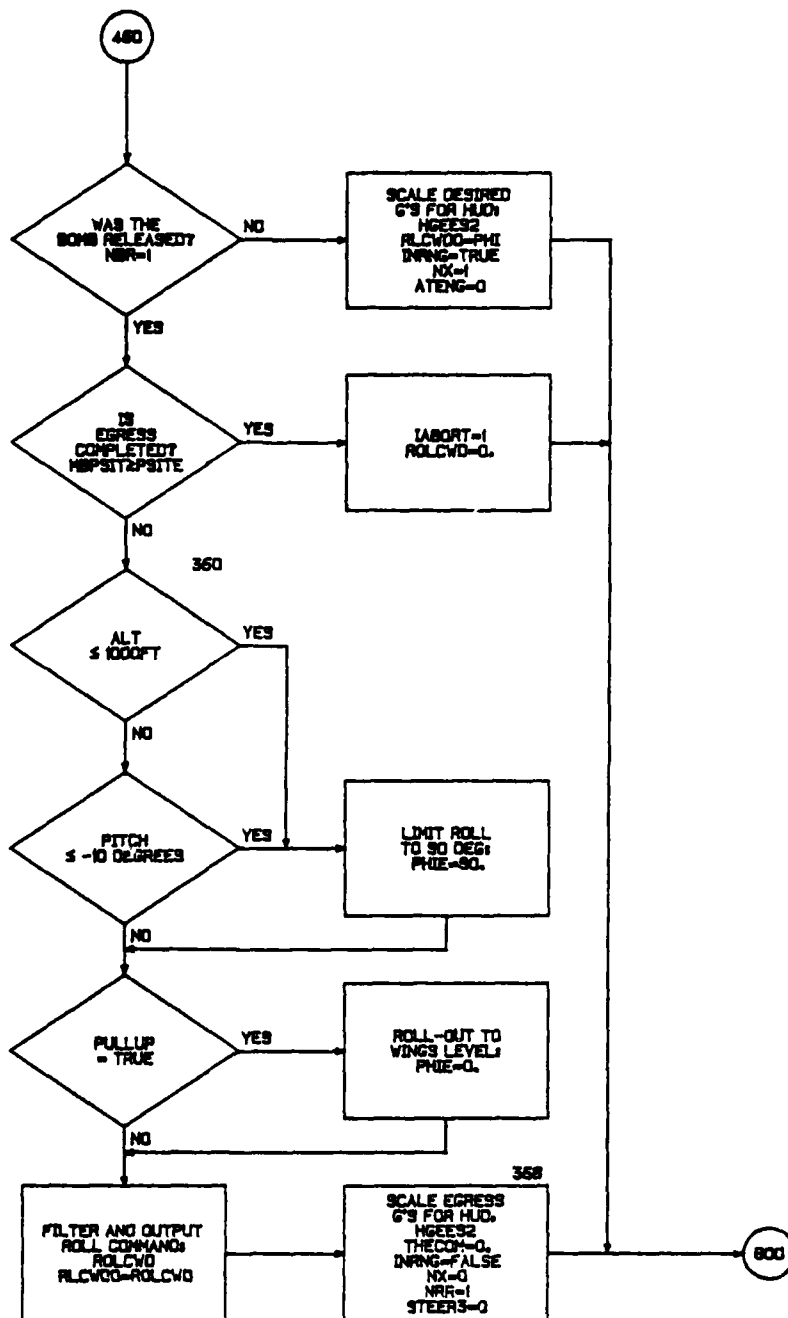 460
WAS THE
BOMB RELEASED?
NBR=1
NO
SCALE DESIRED
G'S FOR HUD:
HGEES2
RLCWOO=PHI
INRNG=TRUE
NX=1
ATENG=0
YES
IS
EGRESS
COMPLETED?
MBPSIT≥PSITE
YES
IABORT=1
ROLCWD=0.
NO
360
ALT
≤ 1000FT
YES
NO
PITCH
≤ -10 DEGREES
YES
LIMIT ROLL
TO 90 DEG:
PHIE=90.
NO
PULLUP
= TRUE
YES
ROLL-OUT TO
WINGS LEVEL:
PHIE=0.
NO
FILTER AND OUTPUT
ROLL COMMAND:
ROLCWD
RLCWOO=ROLCWD
368
SCALE EGRESS
G'S FOR HUD.
HGEES2
THECOM=0.
INRNG=FALSE
NX=0
NRR=1
STEER3=0
800